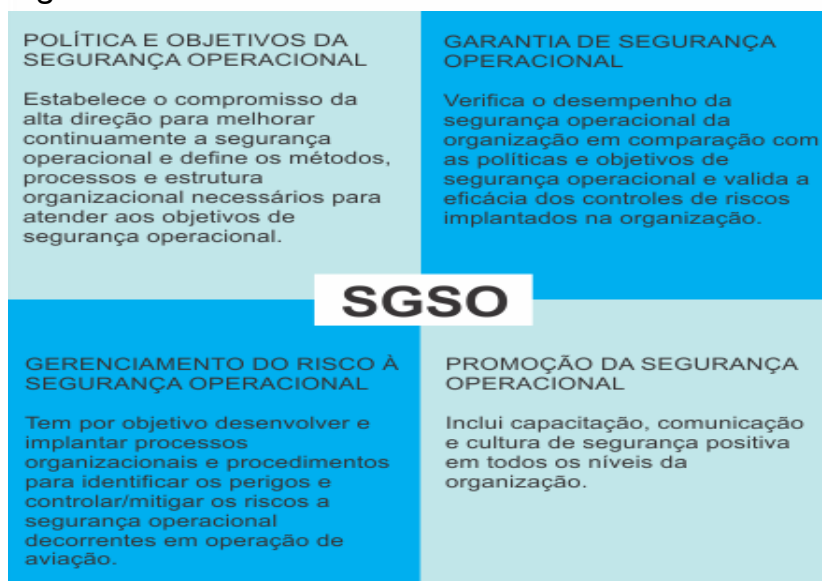 POLÍTICA E OBJETIVOS DA
SEGURANÇA OPERACIONAL
Estabelece o compromisso da
alta direção para melhorar
continuamente a segurança
operacional e define os métodos,
processos e estrutura
organizacional necessários para
atender aos objetivos de
segurança operacional.
GARANTIA DE SEGURANÇA
OPERACIONAL
Verifica o desempenho da
segurança operacional da
organização em comparação com
as políticas e objetivos de
segurança operacional e valida a
eficácia dos controles de riscos
implantados na organização.
SGSO
GERENCIAMENTO DO RISCO À
SEGURANÇA OPERACIONAL
Tem por objetivo desenvolver e
implantar processos
organizacionais e procedimentos
para identificar os perigos e
controlar/mitigar os riscos a
segurança operacional
decorrentes em operação de
aviação.
PROMOÇÃO DA SEGURANÇA
OPERACIONAL
Inclui capacitação, comunicação
e cultura de segurança positiva
em todos os níveis da
organização.